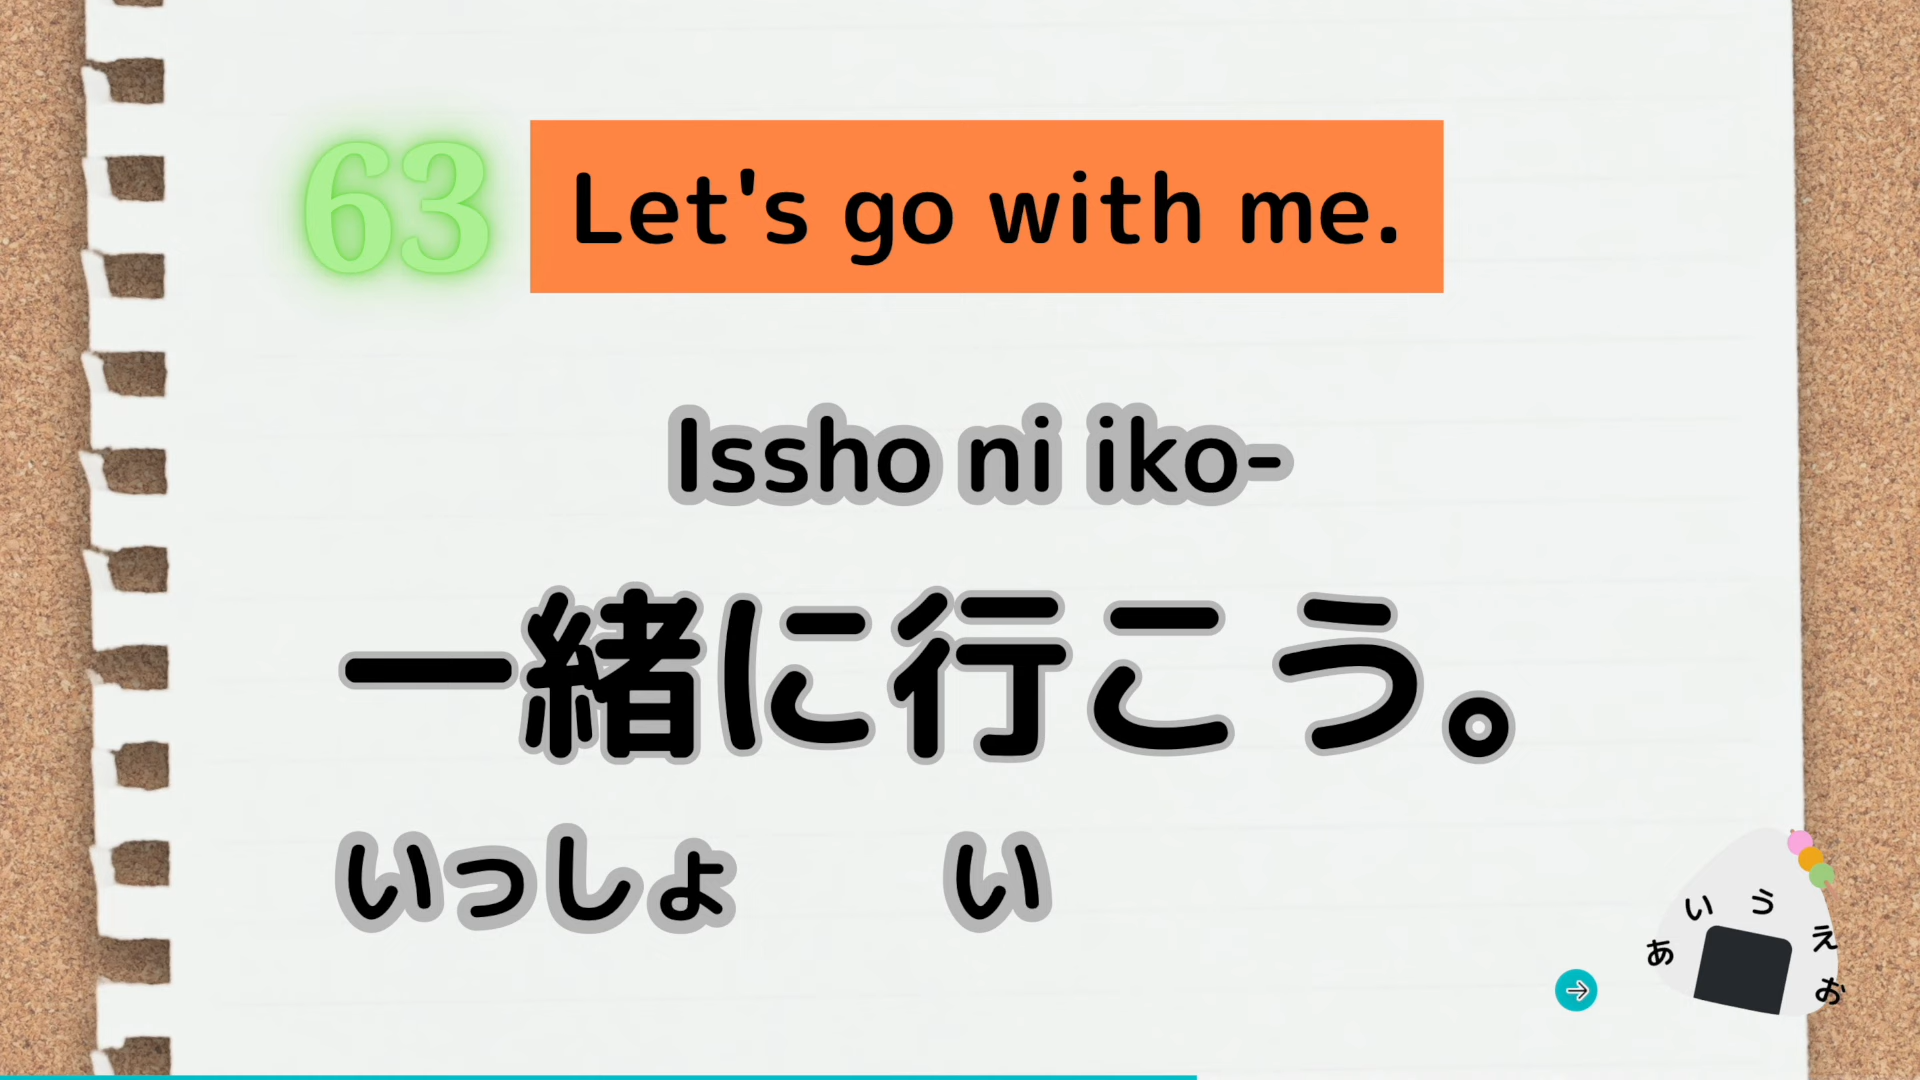 63
Let's go with me.
Issho ni iko-
一緒に行こう。
いっしょ い
あいうえお